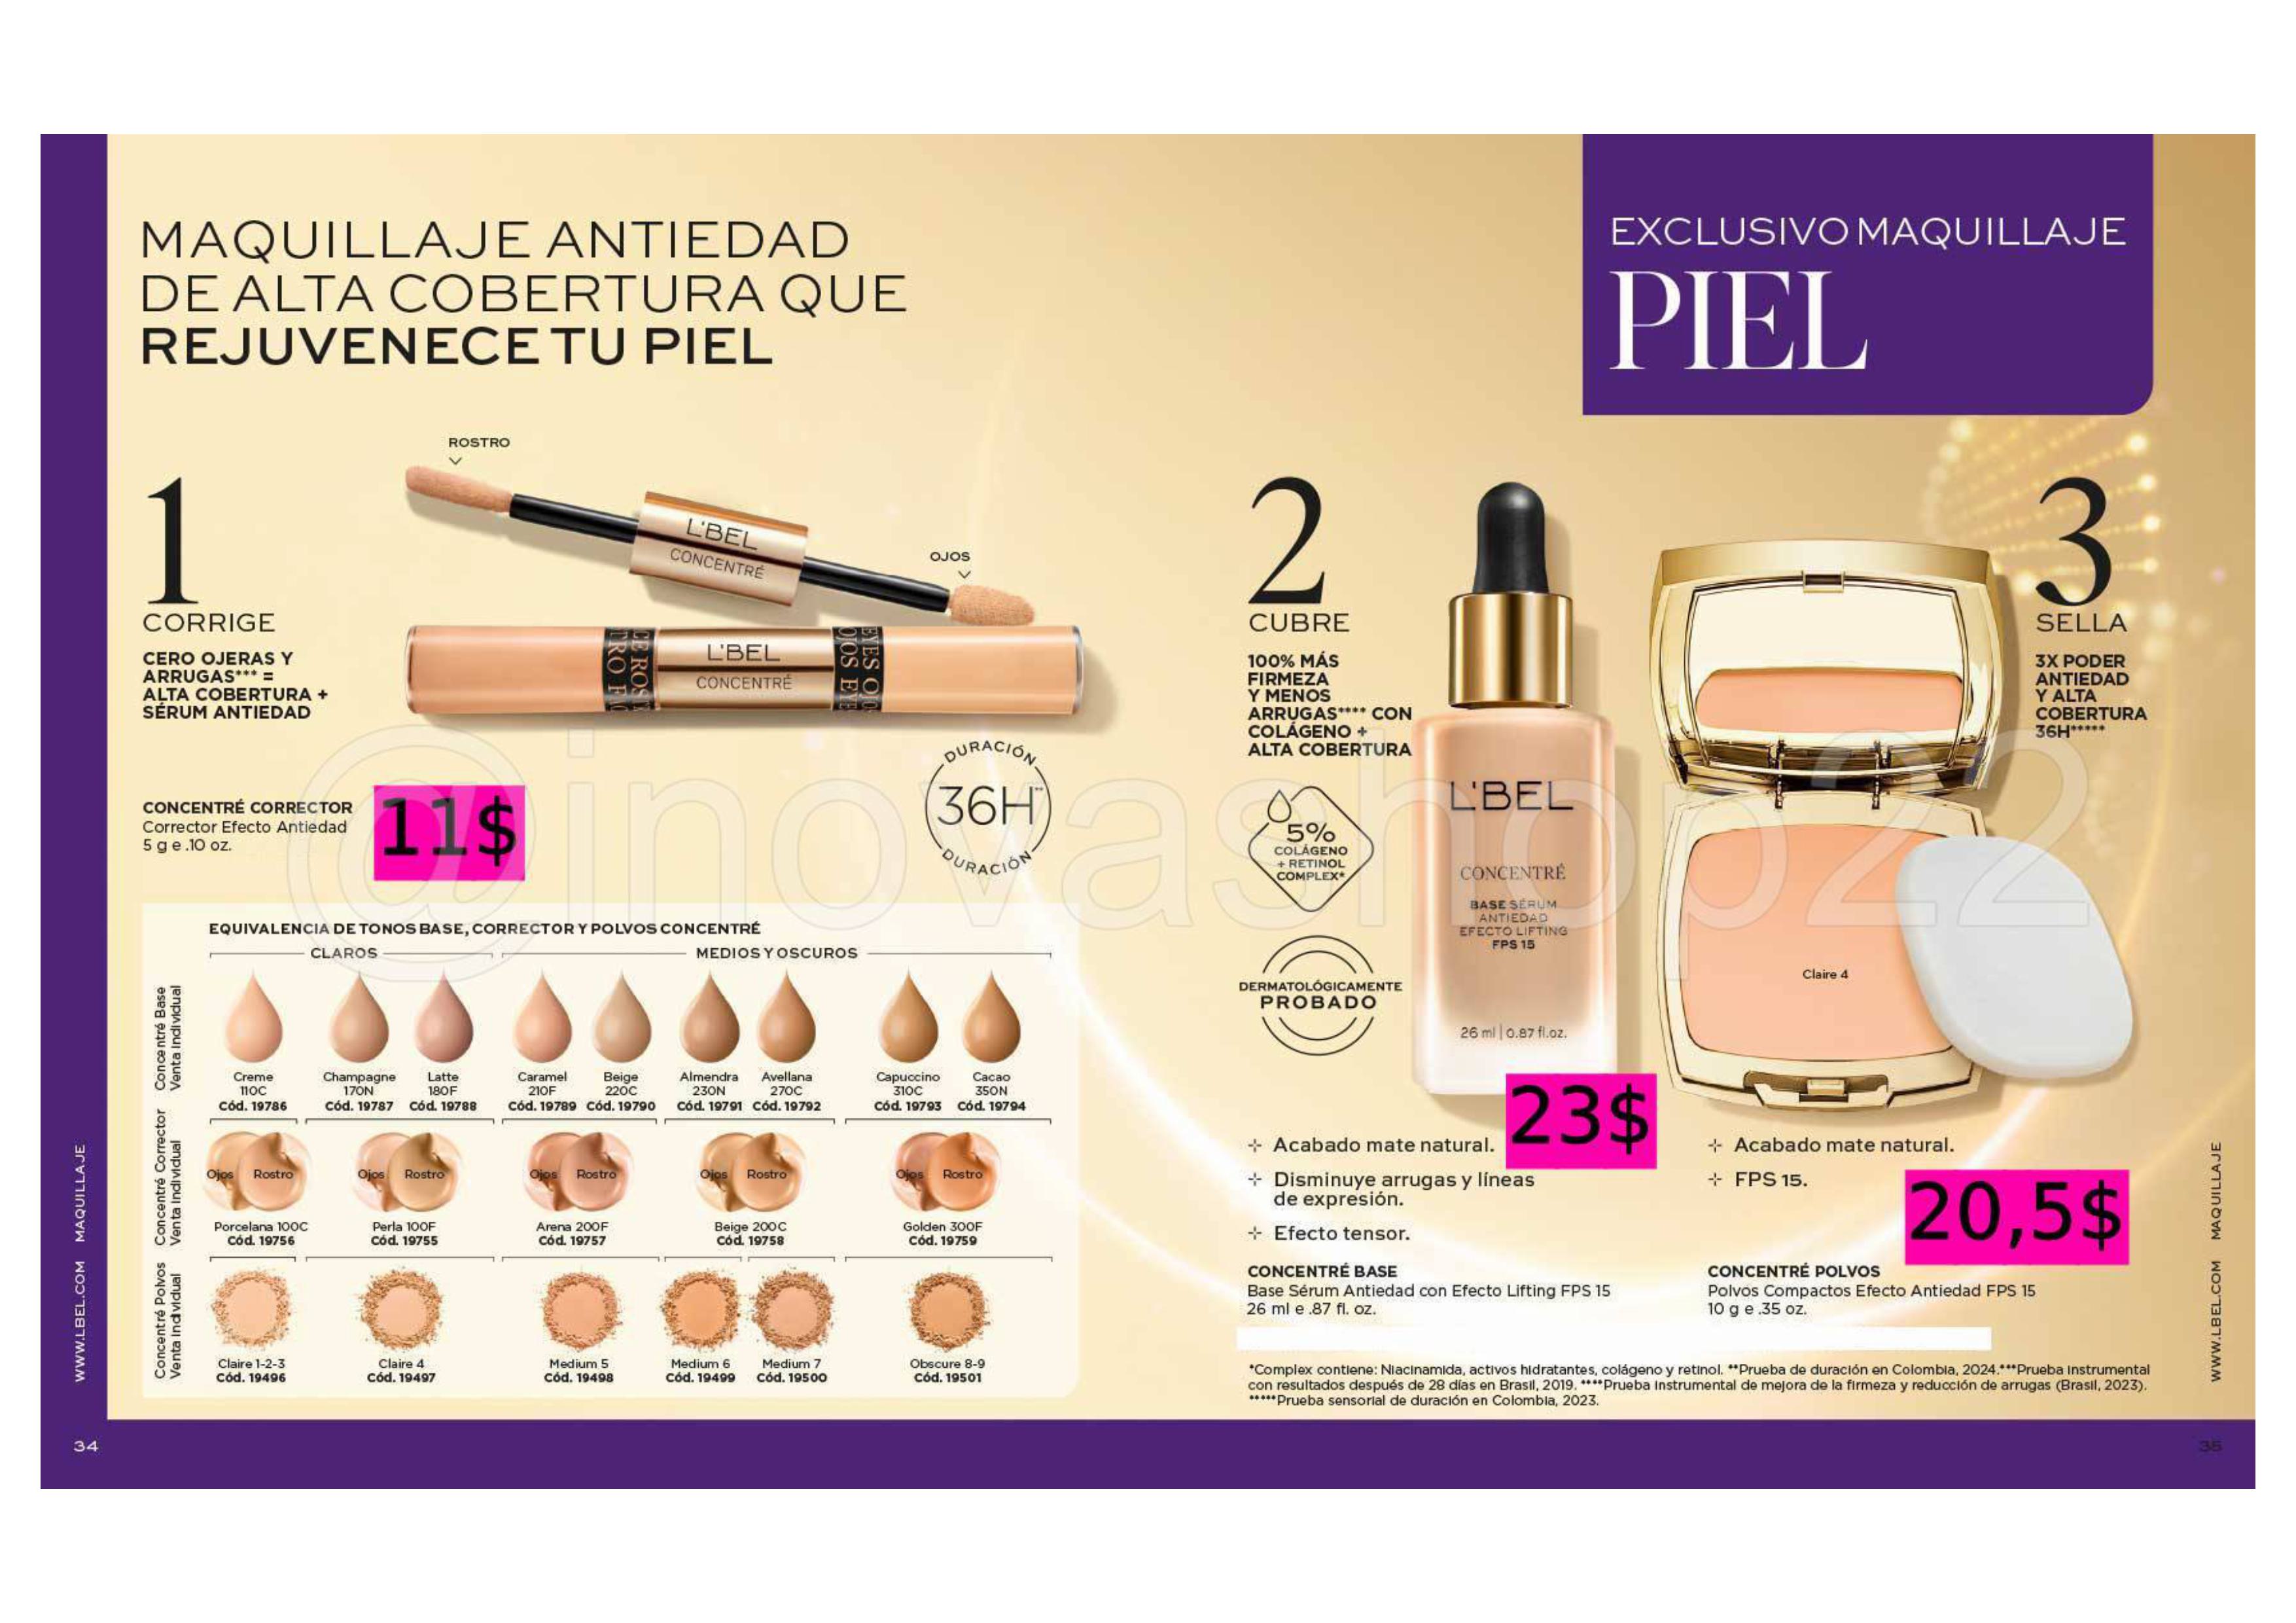 MAQUILLAJE ANTIEDAD
DE ALTA COBERTURA QUE
REJUVENECE TU PIEL
EXCLUSIVO MAQUILLAJE
PIEL
ROSTRO
OJOS
1
CORRIGE
CERO OJERAS Y
ARRUGAS*** =
ALTA COBERTURA +
SÉRUM ANTIEDAD
L'BEL
CONCENTRÉ
L'BEL
CONCENTRÉ
CONCENTRÉ CORRECTOR
Corrector Efecto Antiedad
5 g e .10 oz.
11$
DURACIÓN
36H**
DURACIÓN
EQUIVALENCIA DE TONOS BASE, CORRECTOR Y POLVOS CONCENTRÉ
CLAROS
MEDIOS Y OSCUROS
Concentré Base
Venta Individual
Creme
110C
Cód. 19786
Champagne
170N
Cód. 19787
Latte
180F
Cód. 19788
Caramel
210F
Cód. 19789
Beige
220C
Cód. 19790
Almendra
230N
Cód. 19791
Avellana
270C
Cód. 19792
Capuccino
310C
Cód. 19793
Cacao
350N
Cód. 19794
Concentré Corrector
Venta Individual
Ojos Rostro
Porcelana 100C
Cód. 19756
Ojos Rostro
Perla 100F
Cód. 19755
Ojos Rostro
Arena 200F
Cód. 19757
Ojos Rostro
Beige 200C
Cód. 19758
Ojos Rostro
Golden 300F
Cód. 19759
Concentré Polvos
Venta Individual
Claire 1-2-3
Cód. 19496
Claire 4
Cód. 19497
Medium 5
Cód. 19498
Medium 6
Cód. 19499
Medium 7
Cód. 19500
Obscure 8-9
Cód. 19501
2
CUBRE
100% MÁS
FIRMEZA
Y MENOS
ARRUGAS**** CON
COLÁGENO +
ALTA COBERTURA
5%
COLÁGENO
+ RETINOL
COMPLEX*
DERMATOLÓGICAMENTE
PROBADO
L'BEL
CONCENTRÉ
BASE SÉRUM
ANTIEDAD
EFECTO LIFTING
FPS 15
26 ml | 0.87 fl.oz.
23$
+ Acabado mate natural.
+ Disminuye arrugas y líneas
de expresión.
+ Efecto tensor.
CONCENTRÉ BASE
Base Sérum Antiedad con Efecto Lifting FPS 15
26 ml e .87 fl. oz.
3
SELLA
3X PODER
ANTIEDAD
Y ALTA
COBERTURA
36H*****
Claire 4
+ Acabado mate natural.
+ FPS 15.
20,5$
CONCENTRÉ POLVOS
Polvos Compactos Efecto Antiedad FPS 15
10 g e .35 oz.
*Complex contiene: Niacinamida, activos hidratantes, colágeno y retinol. **Prueba de duración en Colombia, 2024.***Prueba instrumental
con resultados después de 28 días en Brasil, 2019. ****Prueba instrumental de mejora de la firmeza y reducción de arrugas (Brasil, 2023).
*****Prueba sensorial de duración en Colombia, 2023.
WWW.LBEL.COM MAQUILLAJE
34
WWW.LBEL.COM MAQUILLAJE
35
@inovashop22